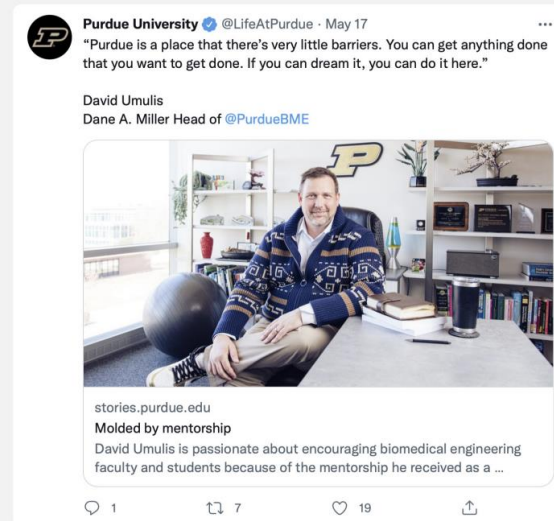 Purdue University @LifeAtPurdue · May 17
“Purdue is a place that there’s very little barriers. You can get anything done
that you want to get done. If you can dream it, you can do it here.”
David Umulis
Dane A. Miller Head of @PurdueBME
P
stories.purdue.edu
Molded by mentorship
David Umulis is passionate about encouraging biomedical engineering
faculty and students because of the mentorship he received as a ...
1 7 19